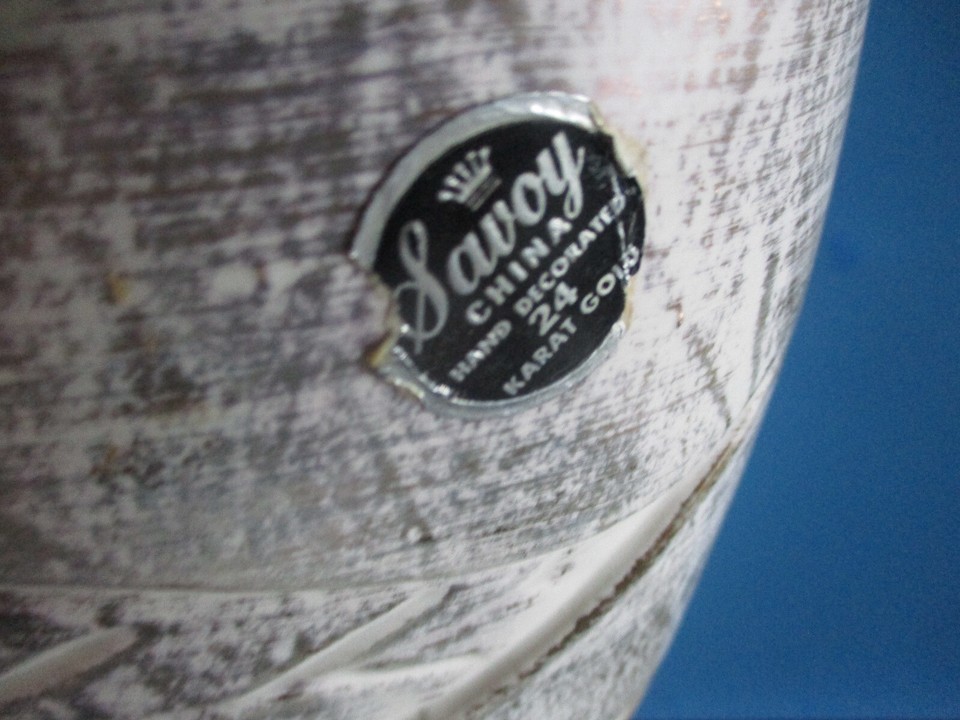 Savoy
CHINA
HAND DECORATED
24
KARAT GOLD